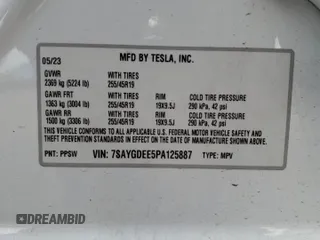 MFD BY TESLA, INC.
05/23
GVWR WITH TIRES
2369 kg (5224 lb) 255/45R19
GAWR FRT WITH TIRES RIM COLD TIRE PRESSURE
1363 kg (3004 lb) 255/45R19 19X9.5J 290 kPa, 42 psi
GAWR RR WITH TIRES RIM COLD TIRE PRESSURE
1500 kg (3306 lb) 255/45R19 19X9.5J 290 kPa, 42 psi
THIS VEHICLE CONFORMS TO ALL APPLICABLE U.S. FEDERAL MOTOR VEHICLE SAFETY
AND THEFT PREVENTION STANDARDS IN EFFECT ON THE DATE OF MANUFACTURE SHOWN
ABOVE.
PNT: PPSW VIN: 7SAYGDEE5PA125887 TYPE: MPV
DREAMBID